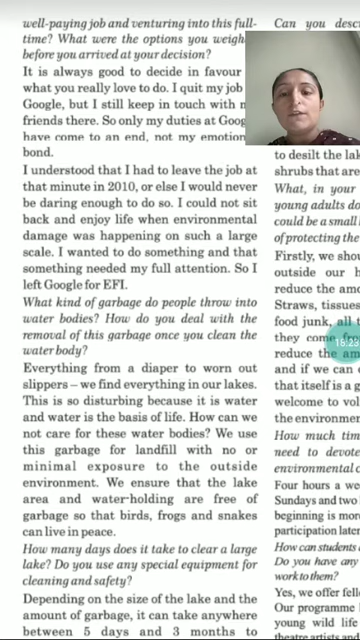 well-paying job and venturing into this full-
time? What were the options you weigh
before you arrived at your decision?
It is always good to decide in favour
what you really love to do. I quit my job
Google, but I still keep in touch with
friends there. So only my duties at Goog
have come to an end, not my emotion
bond.
I understood that I had to leave the job at
that minute in 2010, or else I would never
be daring enough to do so. I could not sit
back and enjoy life when environmental
damage was happening on such a large
scale. I wanted to do something and that
something needed my full attention. So I
left Google for EFI.
What kind of garbage do people throw into
water bodies? How do you deal with the
removal of this garbage once you clean the
water body?
Everything from a diaper to worn out
slippers – we find everything in our lakes.
This is so disturbing because it is water
and water is the basis of life. How can we
not care for these water bodies? We use
this garbage for landfill with no or
minimal exposure to the outside
environment. We ensure that the lake
area and water-holding are free of
garbage so that birds, frogs and snakes
can live in peace.
How many days does it take to clear a large
lake? Do you use any special equipment for
cleaning and safety?
Depending on the size of the lake and the
amount of garbage, it can take anywhere
between 5 days and 3 months to
Can you desc
to desilt the lak
shrubs that are
What, in your
young adults do
could be a small
of protecting the
Firstly, we shou
outside our h
reduce the amo
Straws, tissues
food junk, all t
they come from
reduce the am
and if we can
that itself is a g
welcome to vol
the environmen
How much tim
need to devote
environmental c
Four hours a we
Sundays and two
beginning is mor
participation later
How can students
Do you have any
work to them?
Yes, we offer fell
Our programme
young wild life
theatre artists and
15:23